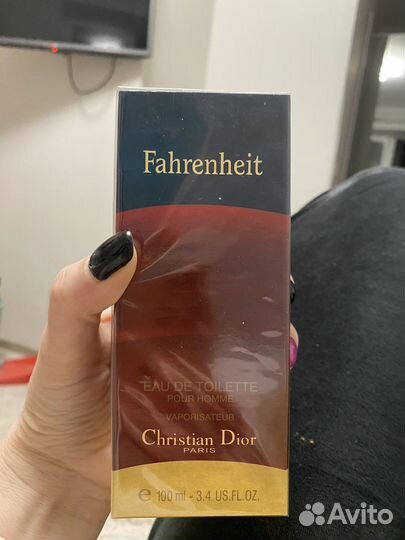 Fahrenheit
EAU DE TOILETTE
POUR HOMME
VAPORISATEUR
Christian Dior
PARIS
e 100 ml - 3.4 US.FL.OZ.
Avito